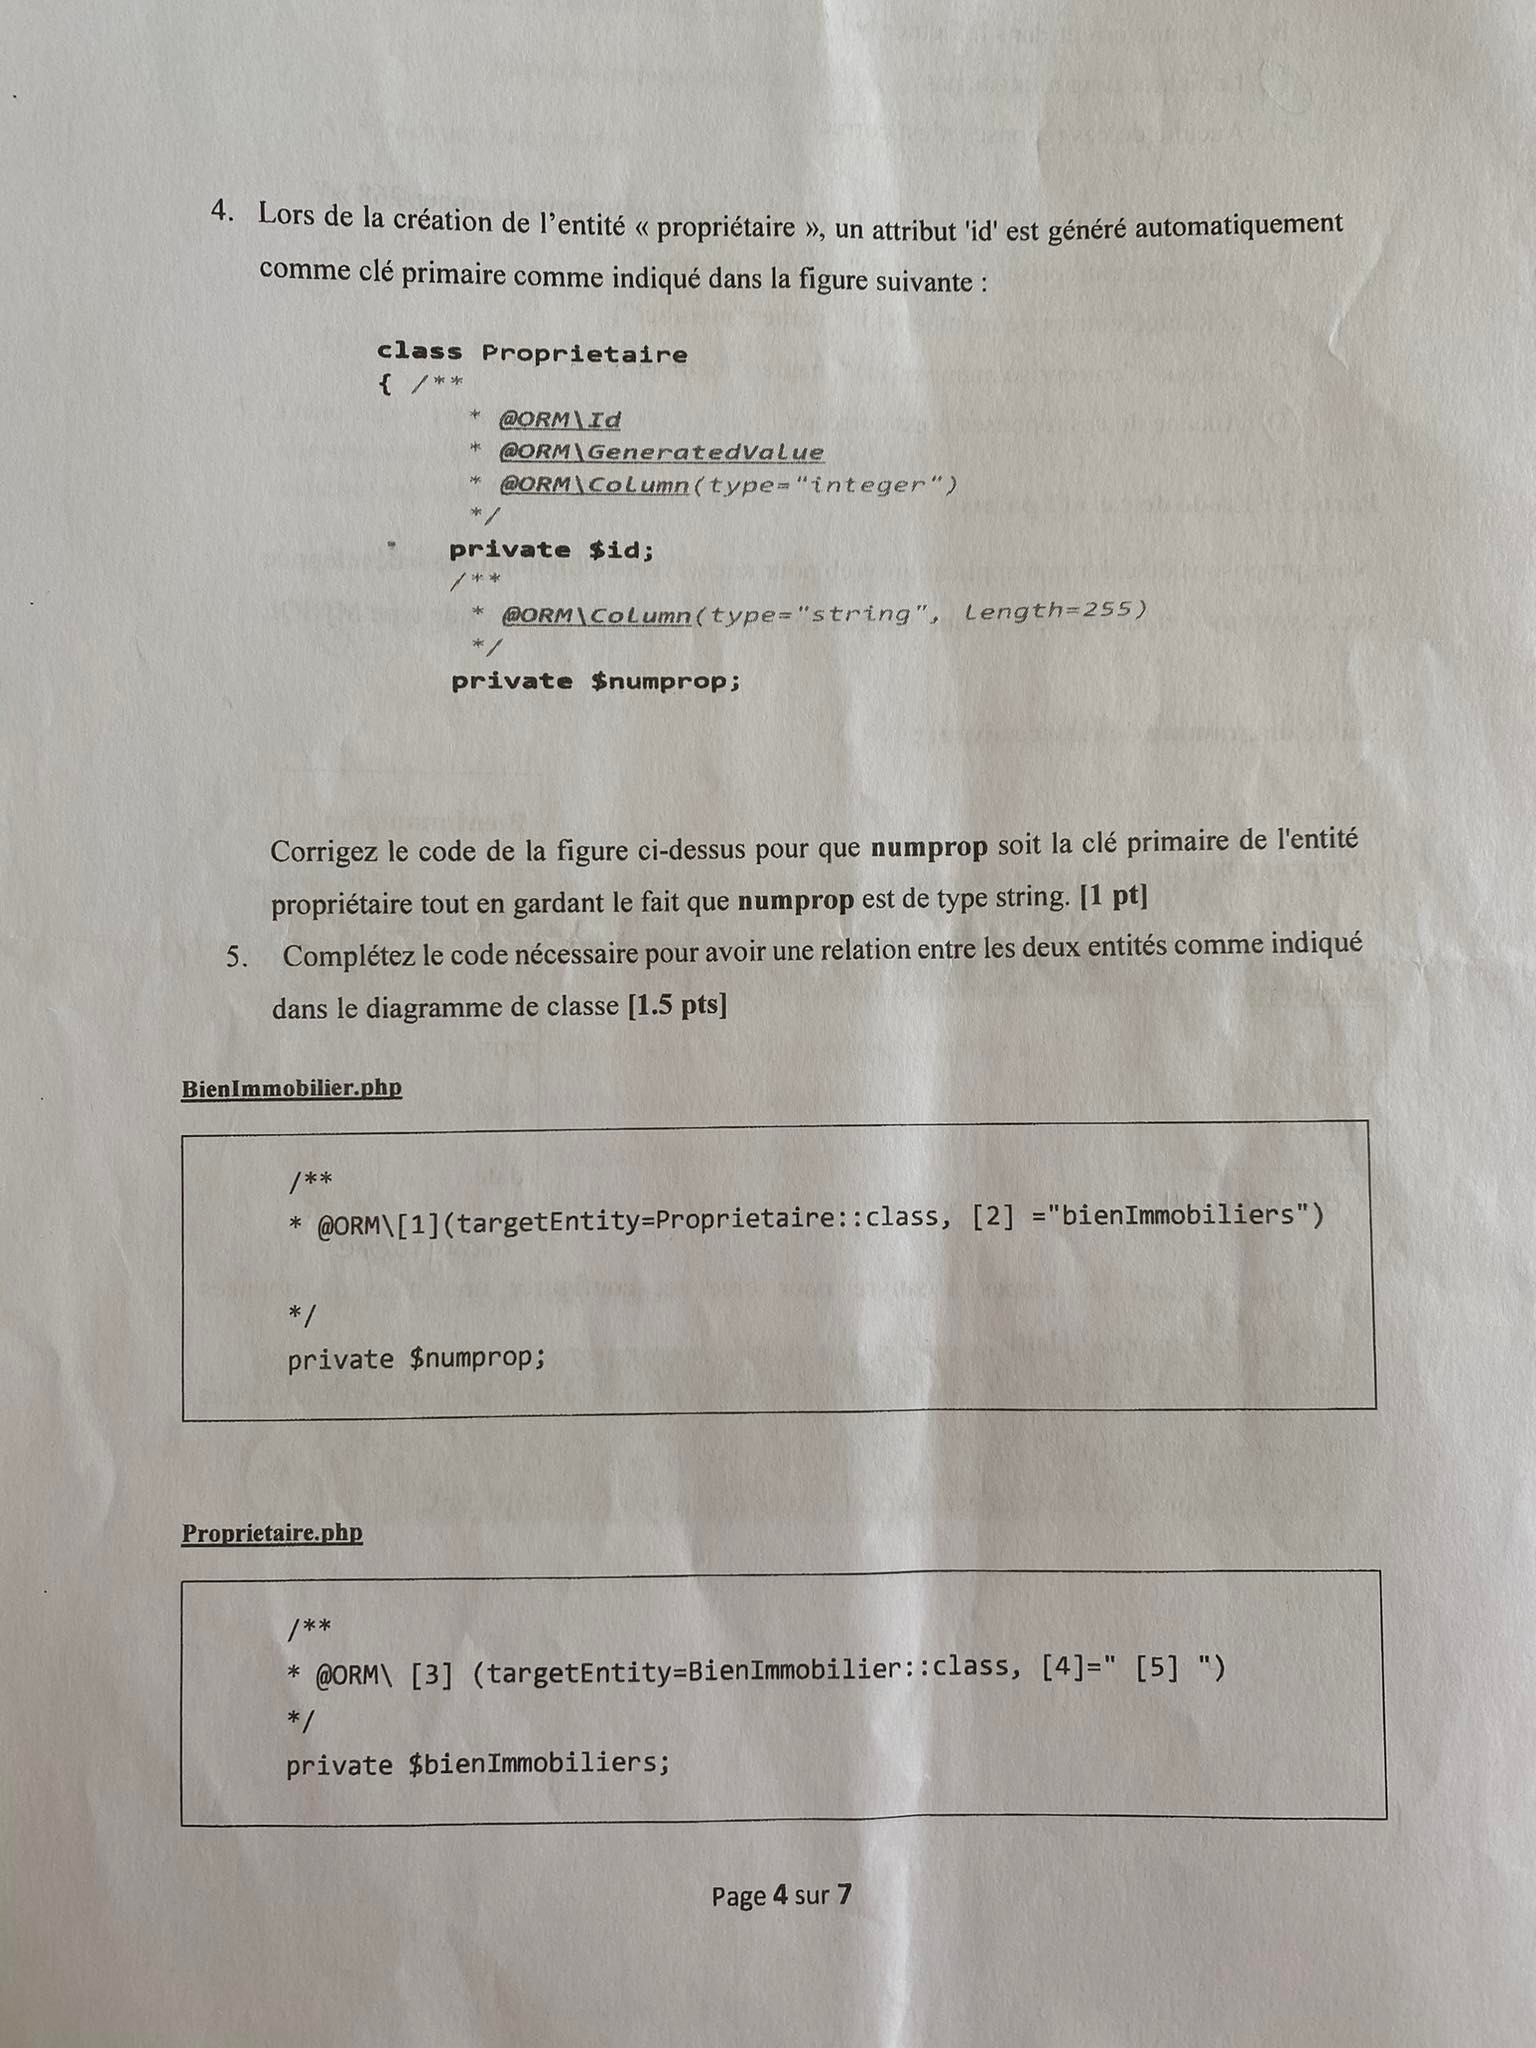 4. Lors de la création de l'entité « propriétaire », un attribut 'id' est généré automatiquement
comme clé primaire comme indiqué dans la figure suivante :
class Proprietaire
{ /**
* @ORM\Id
* @ORM\GeneratedValue
* @ORM\Column(type="integer")
*/
private $id;
/**
* @ORM\Column(type="string", length=255)
*/
private $numprop;
Corrigez le code de la figure ci-dessus pour que numprop soit la clé primaire de l'entité
propriétaire tout en gardant le fait que numprop est de type string. [1 pt]
5. Complétez le code nécessaire pour avoir une relation entre les deux entités comme indiqué
dans le diagramme de classe [1.5 pts]
BienImmobilier.php
/**
* @ORM\[1](targetEntity=Proprietaire::class, [2] ="bienImmobiliers")
*/
private $numprop;
Proprietaire.php
/**
* @ORM\ [3] (targetEntity=BienImmobilier::class, [4]=" [5] ")
*/
private $bienImmobiliers;
Page 4 sur 7